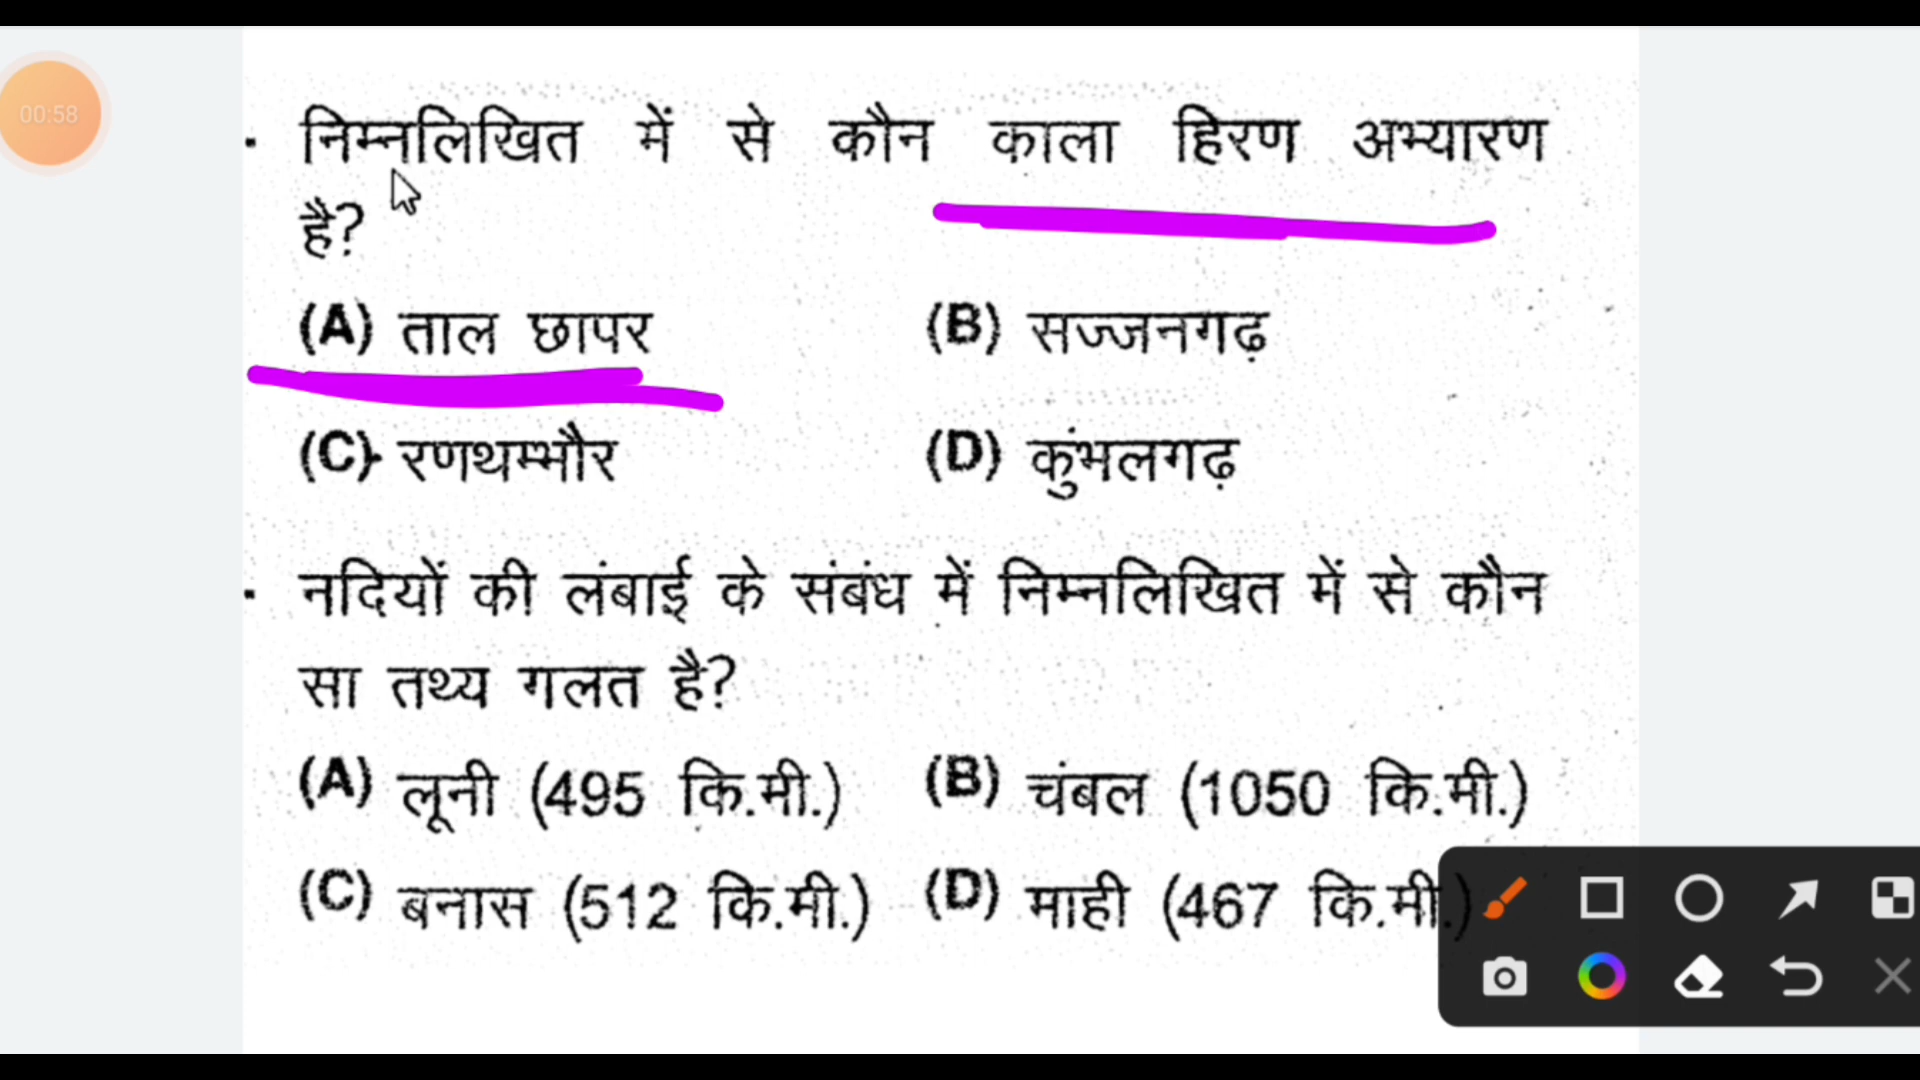 00:58
निम्नलिखित में से कौन काला हिरण अभ्यारण
है?
(A) ताल छापर (B) सज्जनगढ़
(C) रणथम्भौर (D) कुंभलगढ़
नदियों की लंबाई के संबंध में निम्नलिखित में से कौन
सा तथ्य गलत है?
(A) लूनी (495 कि.मी.) (B) चंबल (1050 कि.मी.)
(C) बनास (512 कि.मी.) (D) माही (467 कि.मी.)